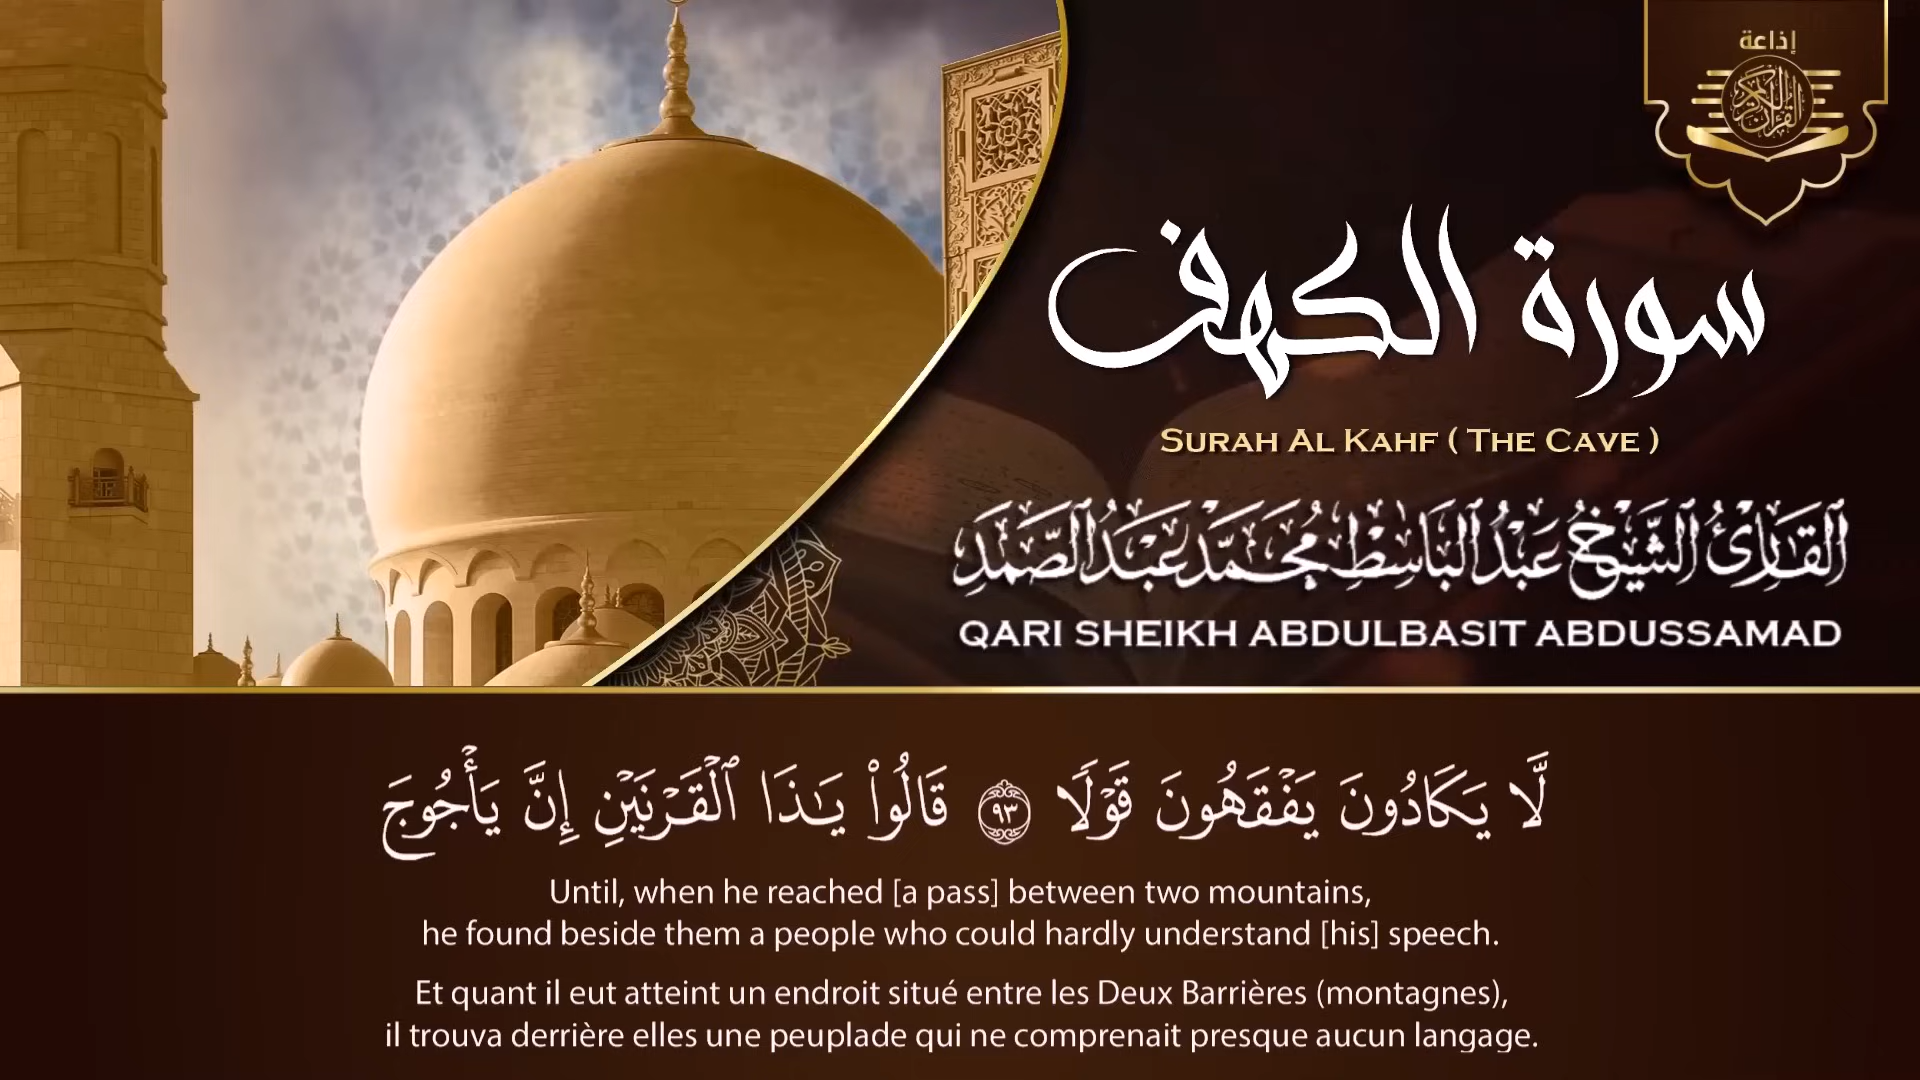 إذاعة
القرآن الكريم
سورة الكهف
SURAH AL KAHF ( THE CAVE )
القارئ الشيخ عبد الباسط محمد عبد الصمد
QARI SHEIKH ABDULBASIT ABDUSSAMAD
لَّا يَكَادُونَ يَفْقَهُونَ قَوْلًا ٩٣ قَالُوا۟ يَـٰذَا ٱلْقَرْنَيْنِ إِنَّ يَأْجُوجَ
Until, when he reached [a pass] between two mountains,
he found beside them a people who could hardly understand [his] speech.
Et quant il eut atteint un endroit situé entre les Deux Barrières (montagnes),
il trouva derrière elles une peuplade qui ne comprenait presque aucun langage.